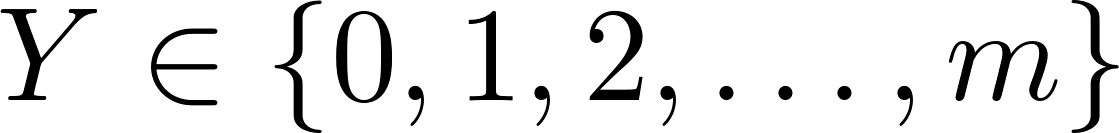 Y ∈ {0, 1, 2, . . . , m}